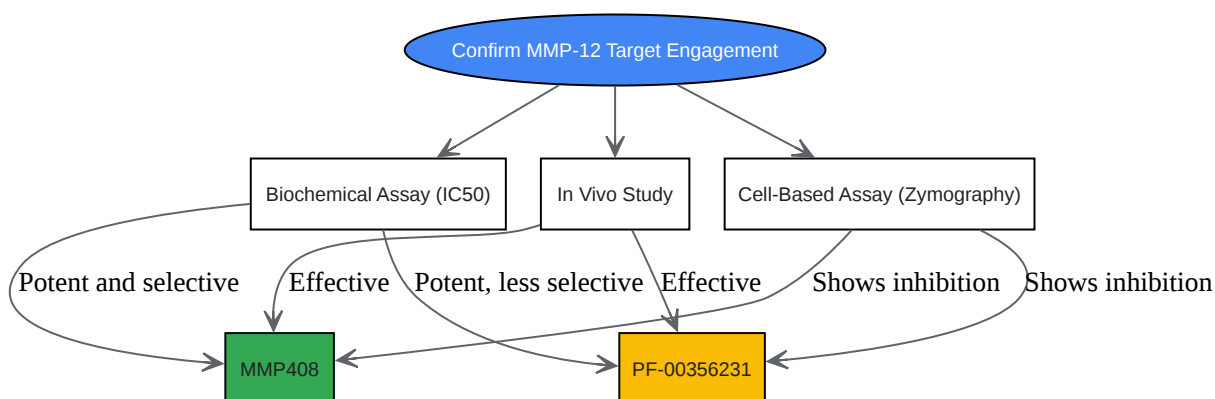 Confirm MMP-12 Target Engagement
Biochemical Assay (IC50)
In Vivo Study
Cell-Based Assay (Zymography)
Potent and selective
Effective
Potent, less selective
Effective
Shows inhibition
Shows inhibition
MMP408
PF-00356231